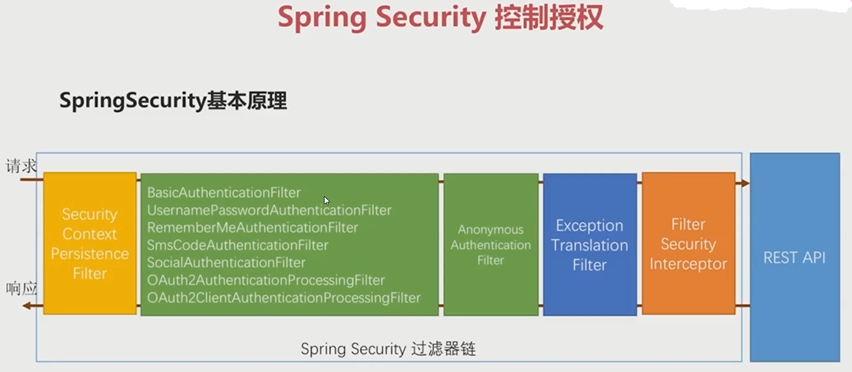 Spring Security 控制授权
SpringSecurity基本原理
请求
响应
Security
Context
Persistence
Filter
BasicAuthenticationFilter
UsernamePasswordAuthenticationFilter
RememberMeAuthenticationFilter
SmsCodeAuthenticationFilter
SocialAuthenticationFilter
OAuth2AuthenticationProcessingFilter
OAuth2ClientAuthenticationProcessingFilter
Anonymous
Authentication
Filter
Exception
Translation
Filter
Filter
Security
Interceptor
REST API
Spring Security 过滤器链